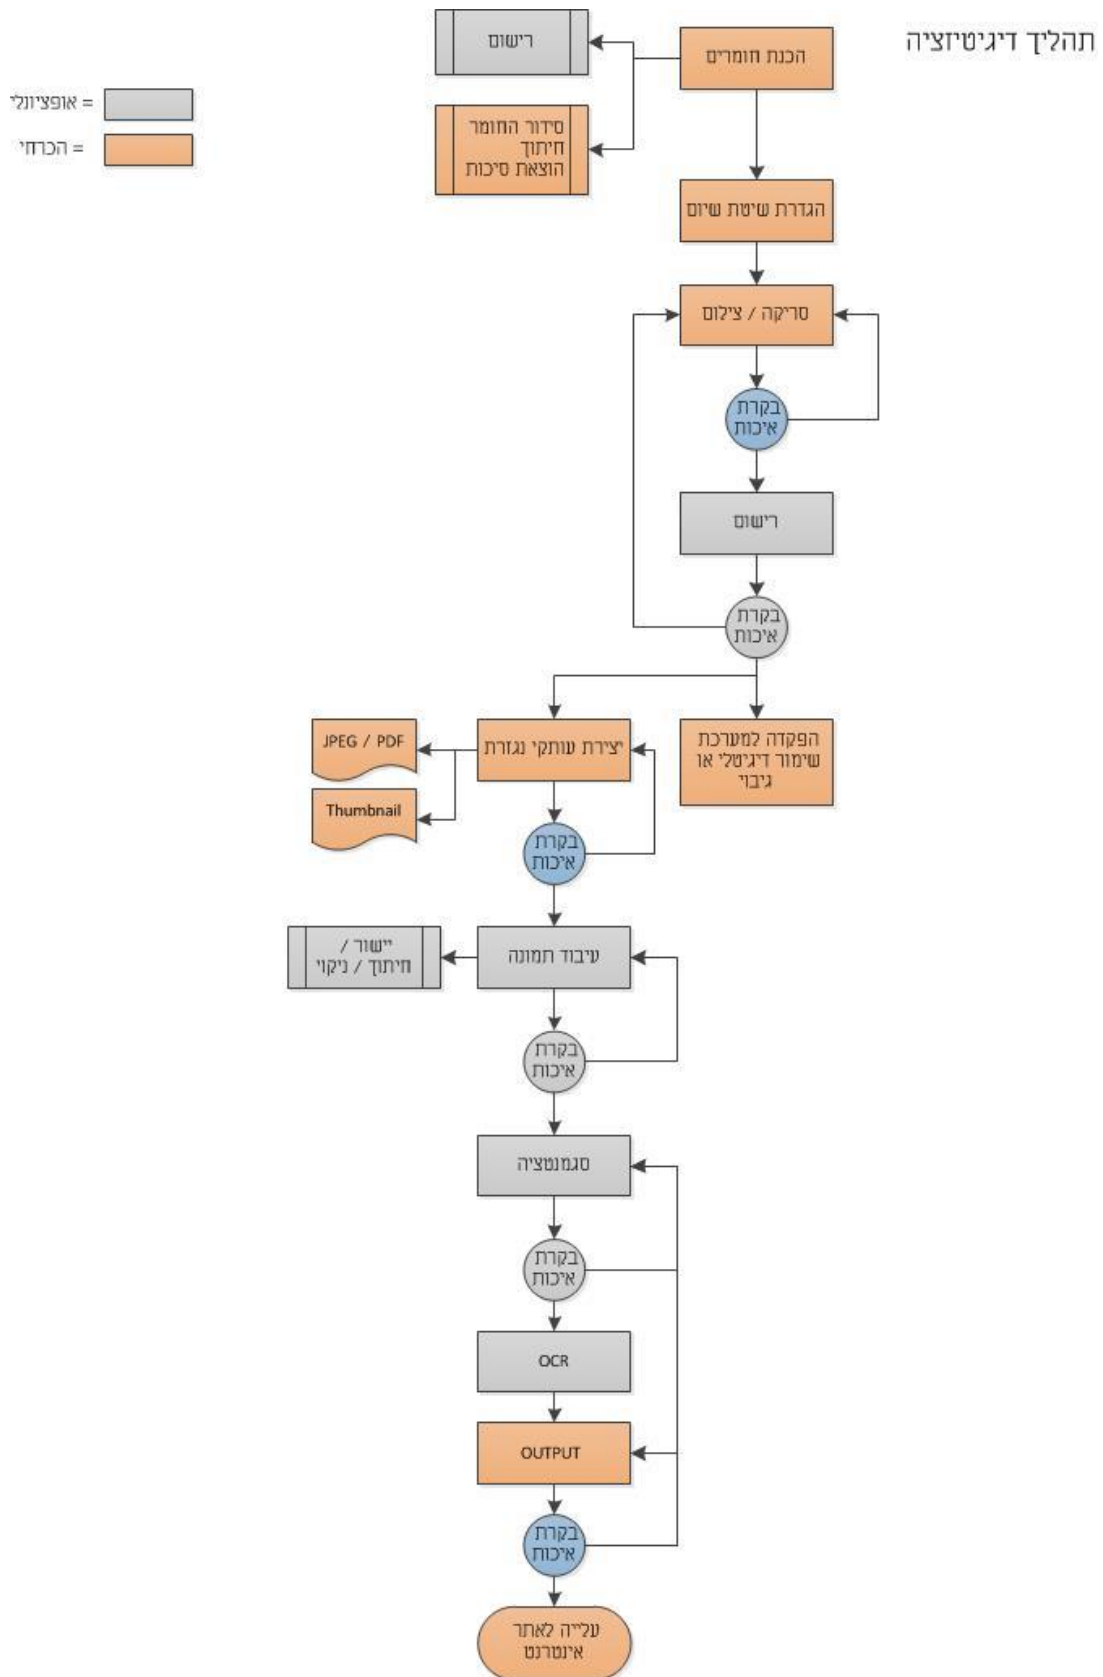 תהליך דיגיטיזציה
= אופציונלי
= הכרחי
הכנת חומרים
רישום
סידור החומר
חיתוך
הוצאת סיכות
הגדרת שיטת שיום
סריקה / צילום
בקרת
איכות
רישום
בקרת
איכות
הפקדה למערכת
שימור דיגיטלי או
גיבוי
יצירת עותקי נגזרת
JPEG / PDF
Thumbnail
בקרת
איכות
עיבוד תמונה
יישור /
חיתוך / ניקוי
בקרת
איכות
סגמנטציה
בקרת
איכות
OCR
OUTPUT
בקרת
איכות
עלייה לאתר
אינטרנט